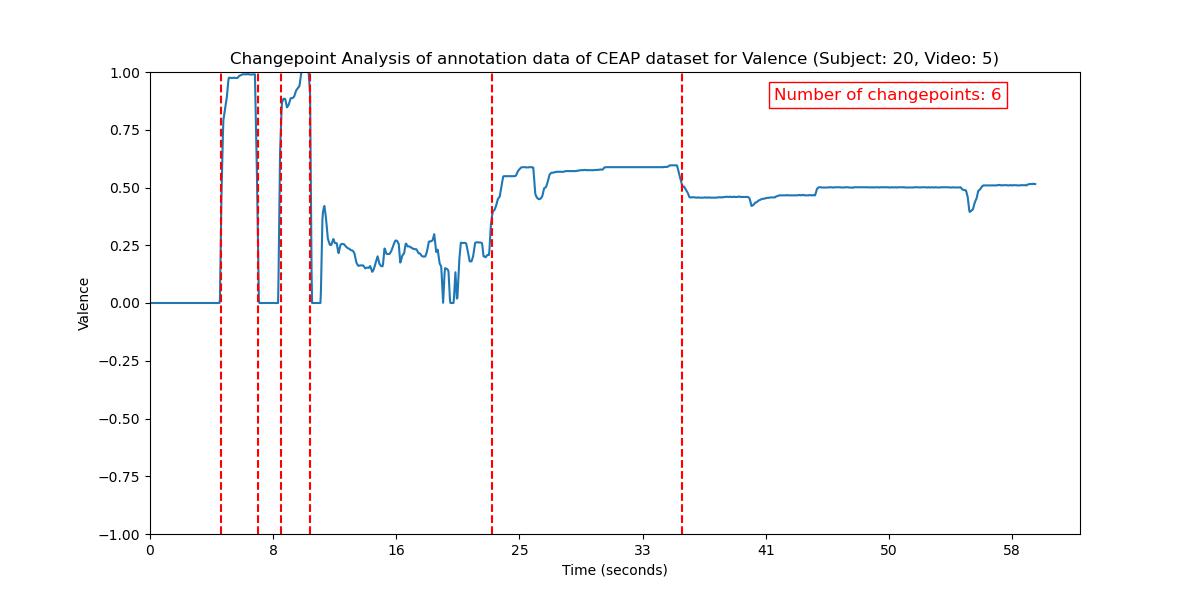 Changepoint Analysis of annotation data of CEAP dataset for Valence (Subject: 20, Video: 5)
Number of changepoints: 6
1.00
0.75
0.50
0.25
0.00
−0.25
−0.50
−0.75
−1.00
Valence
0 8 16 25 33 41 50 58
Time (seconds)